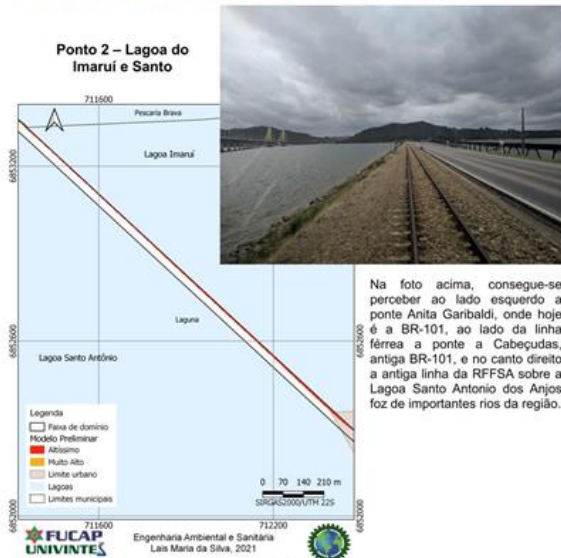 Ponto 2 – Lagoa do
Imaruí e Santo
711600
Pescaria Brava
Lagoa Imaruí
6853200
Laguna
6852600
Lagoa Santo Antônio
Legenda
Faixa de domínio
Modelo Preliminar
Altíssimo
Muito Alto
Limite urbano
Lagoas
Limites municipais
0 70 140 210 m
SIRGAS2000/UTM 22S
6852000
711600
712200
Na foto acima, consegue-se
perceber ao lado esquerdo a
ponte Anita Garibaldi, onde hoje
é a BR-101, ao lado da linha
férrea a ponte a Cabeçudas,
antiga BR-101, e no canto direito
a antiga linha da RFFSA sobre a
Lagoa Santo Antonio dos Anjos
foz de importantes rios da região.
FUCAP
UNIVINTES
Engenharia Ambiental e Sanitária
Lais Maria da Silva, 2021